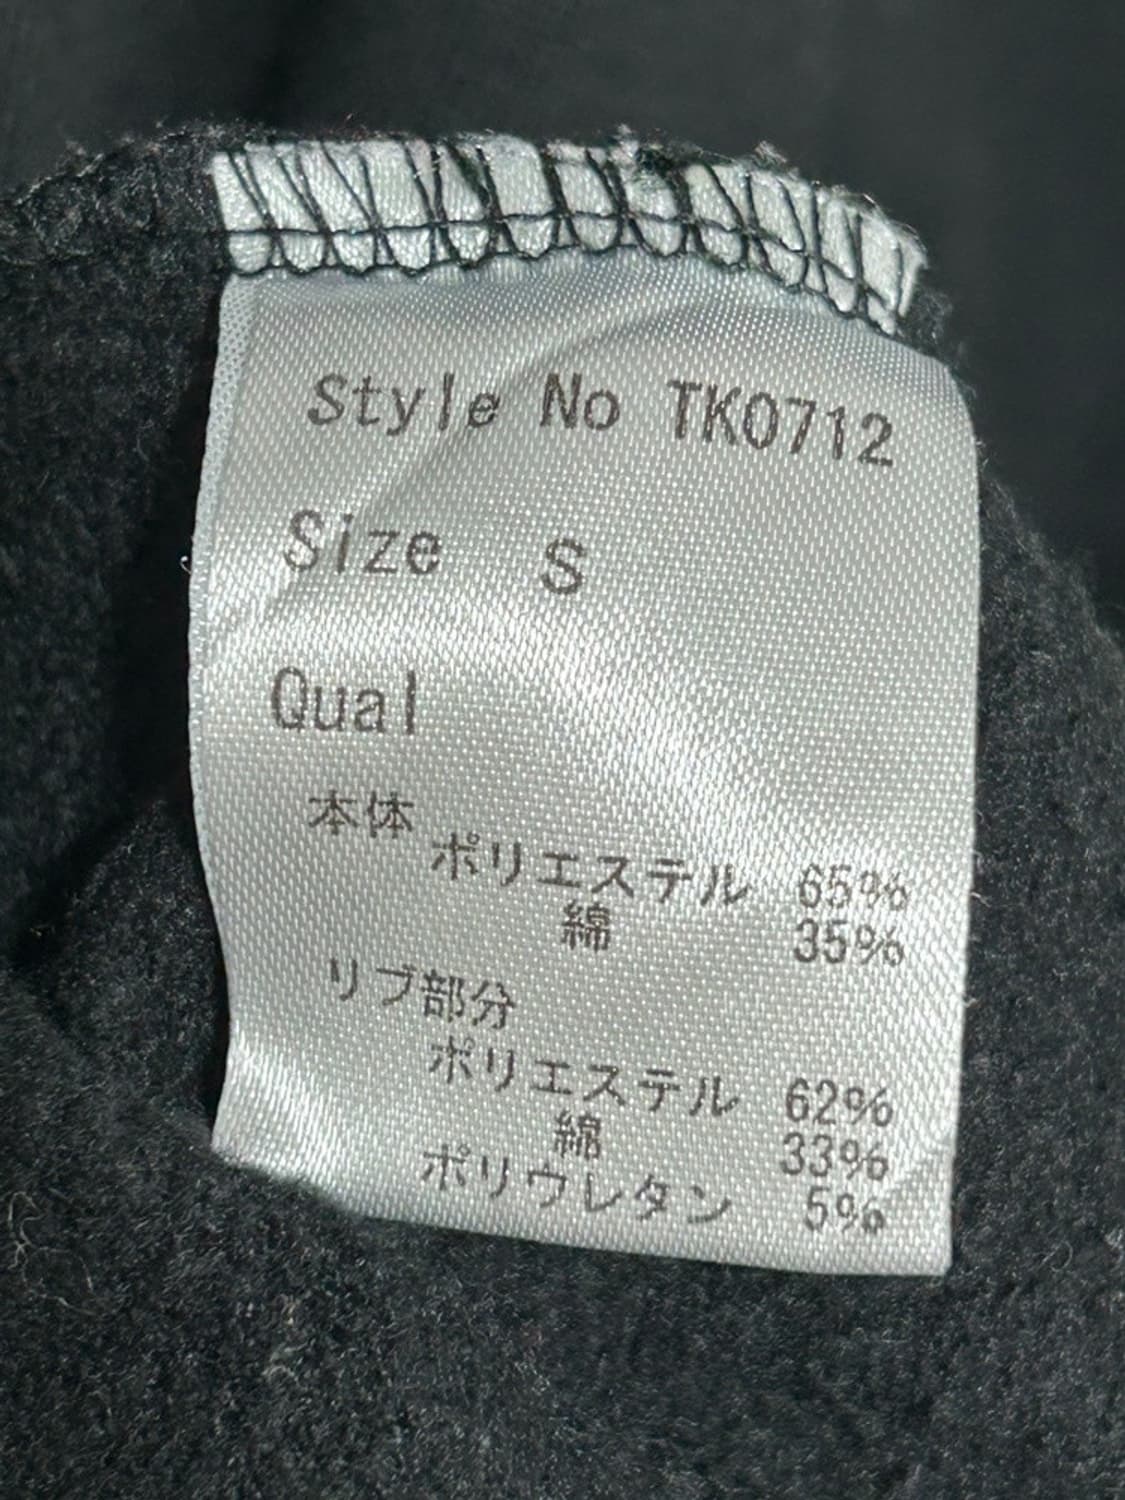 Style No TK0712
Size S
Qual
本体
ポリエステル 65%
綿 35%
リブ部分
ポリエステル 62%
綿 33%
ポリウレタン 5%